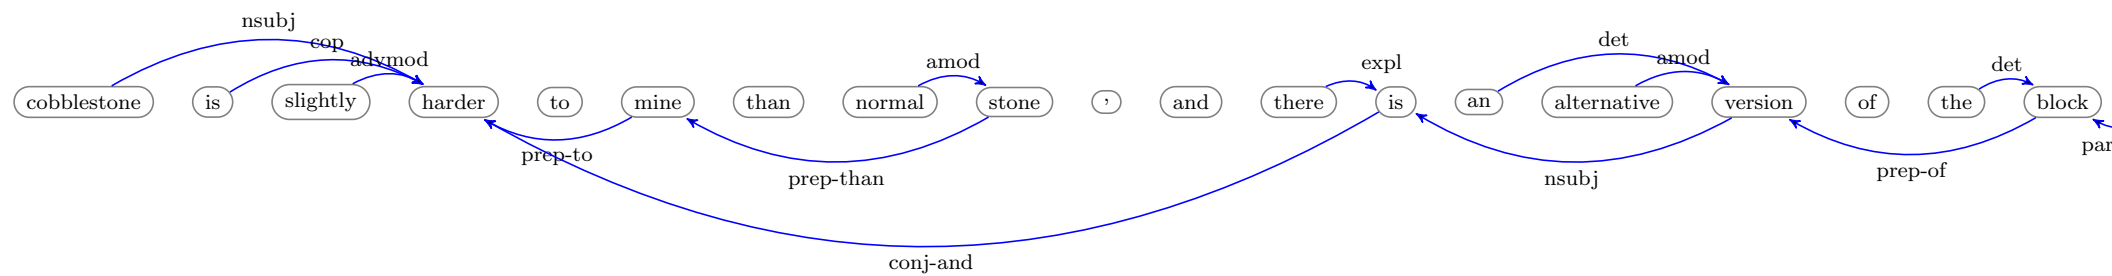 nsubj
cop
advmod
amod
expl
det
amod
det
cobblestone is slightly harder to mine than normal stone , and there is an alternative version of the block
prep-to
prep-than
nsubj
prep-of
par
conj-and